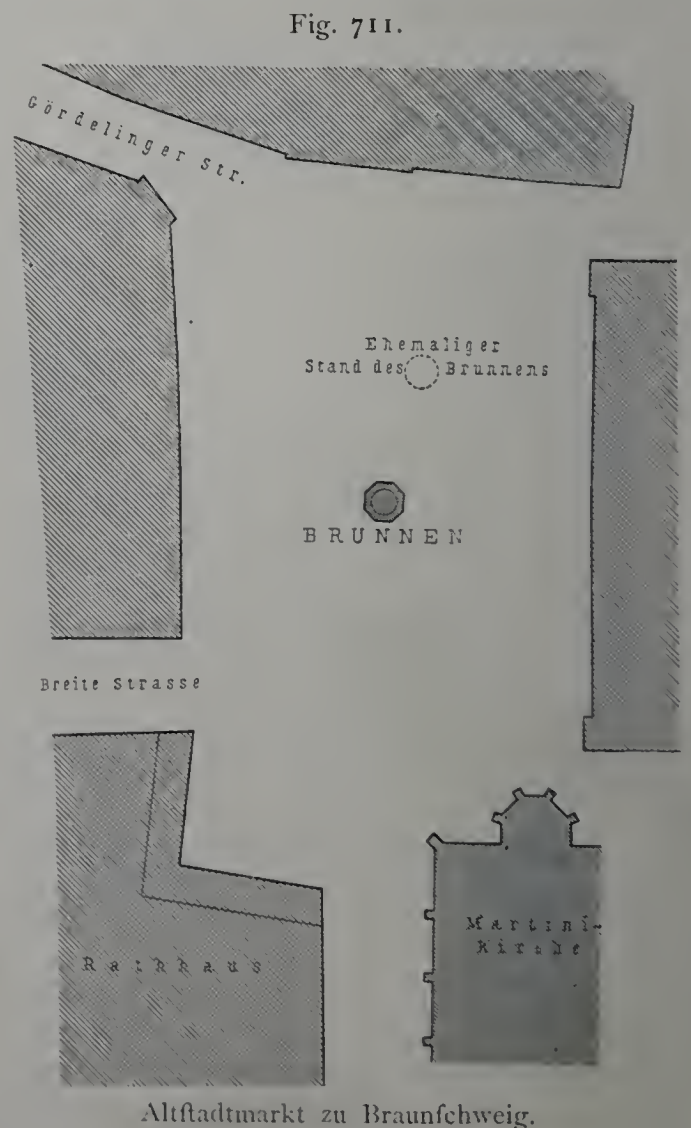 Fig. 711.
Gördelinger Str.
Ehemaliger
Stand des Brunnens
BRUNNEN
Breite Strasse
Martini-
Kirche
Rathhaus
Altſtadtmarkt zu Braunſchweig.